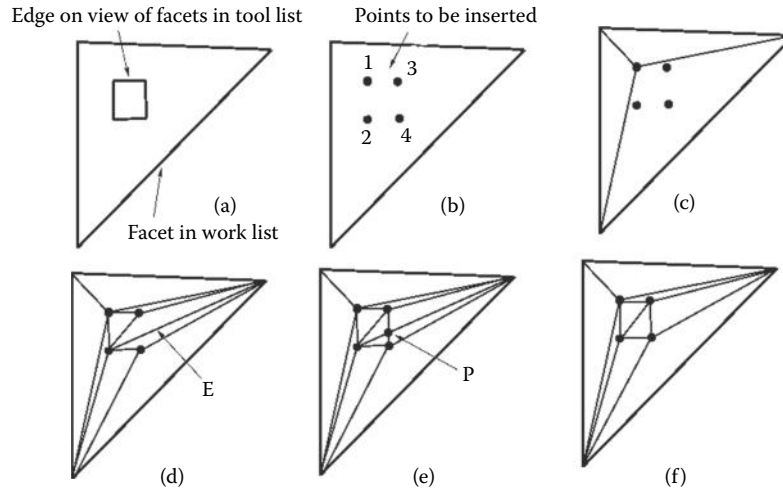 Edge on view of facets in tool list
Points to be inserted
1
3
2
4
(a)
(b)
(c)
Facet in work list
E
P
(d)
(e)
(f)